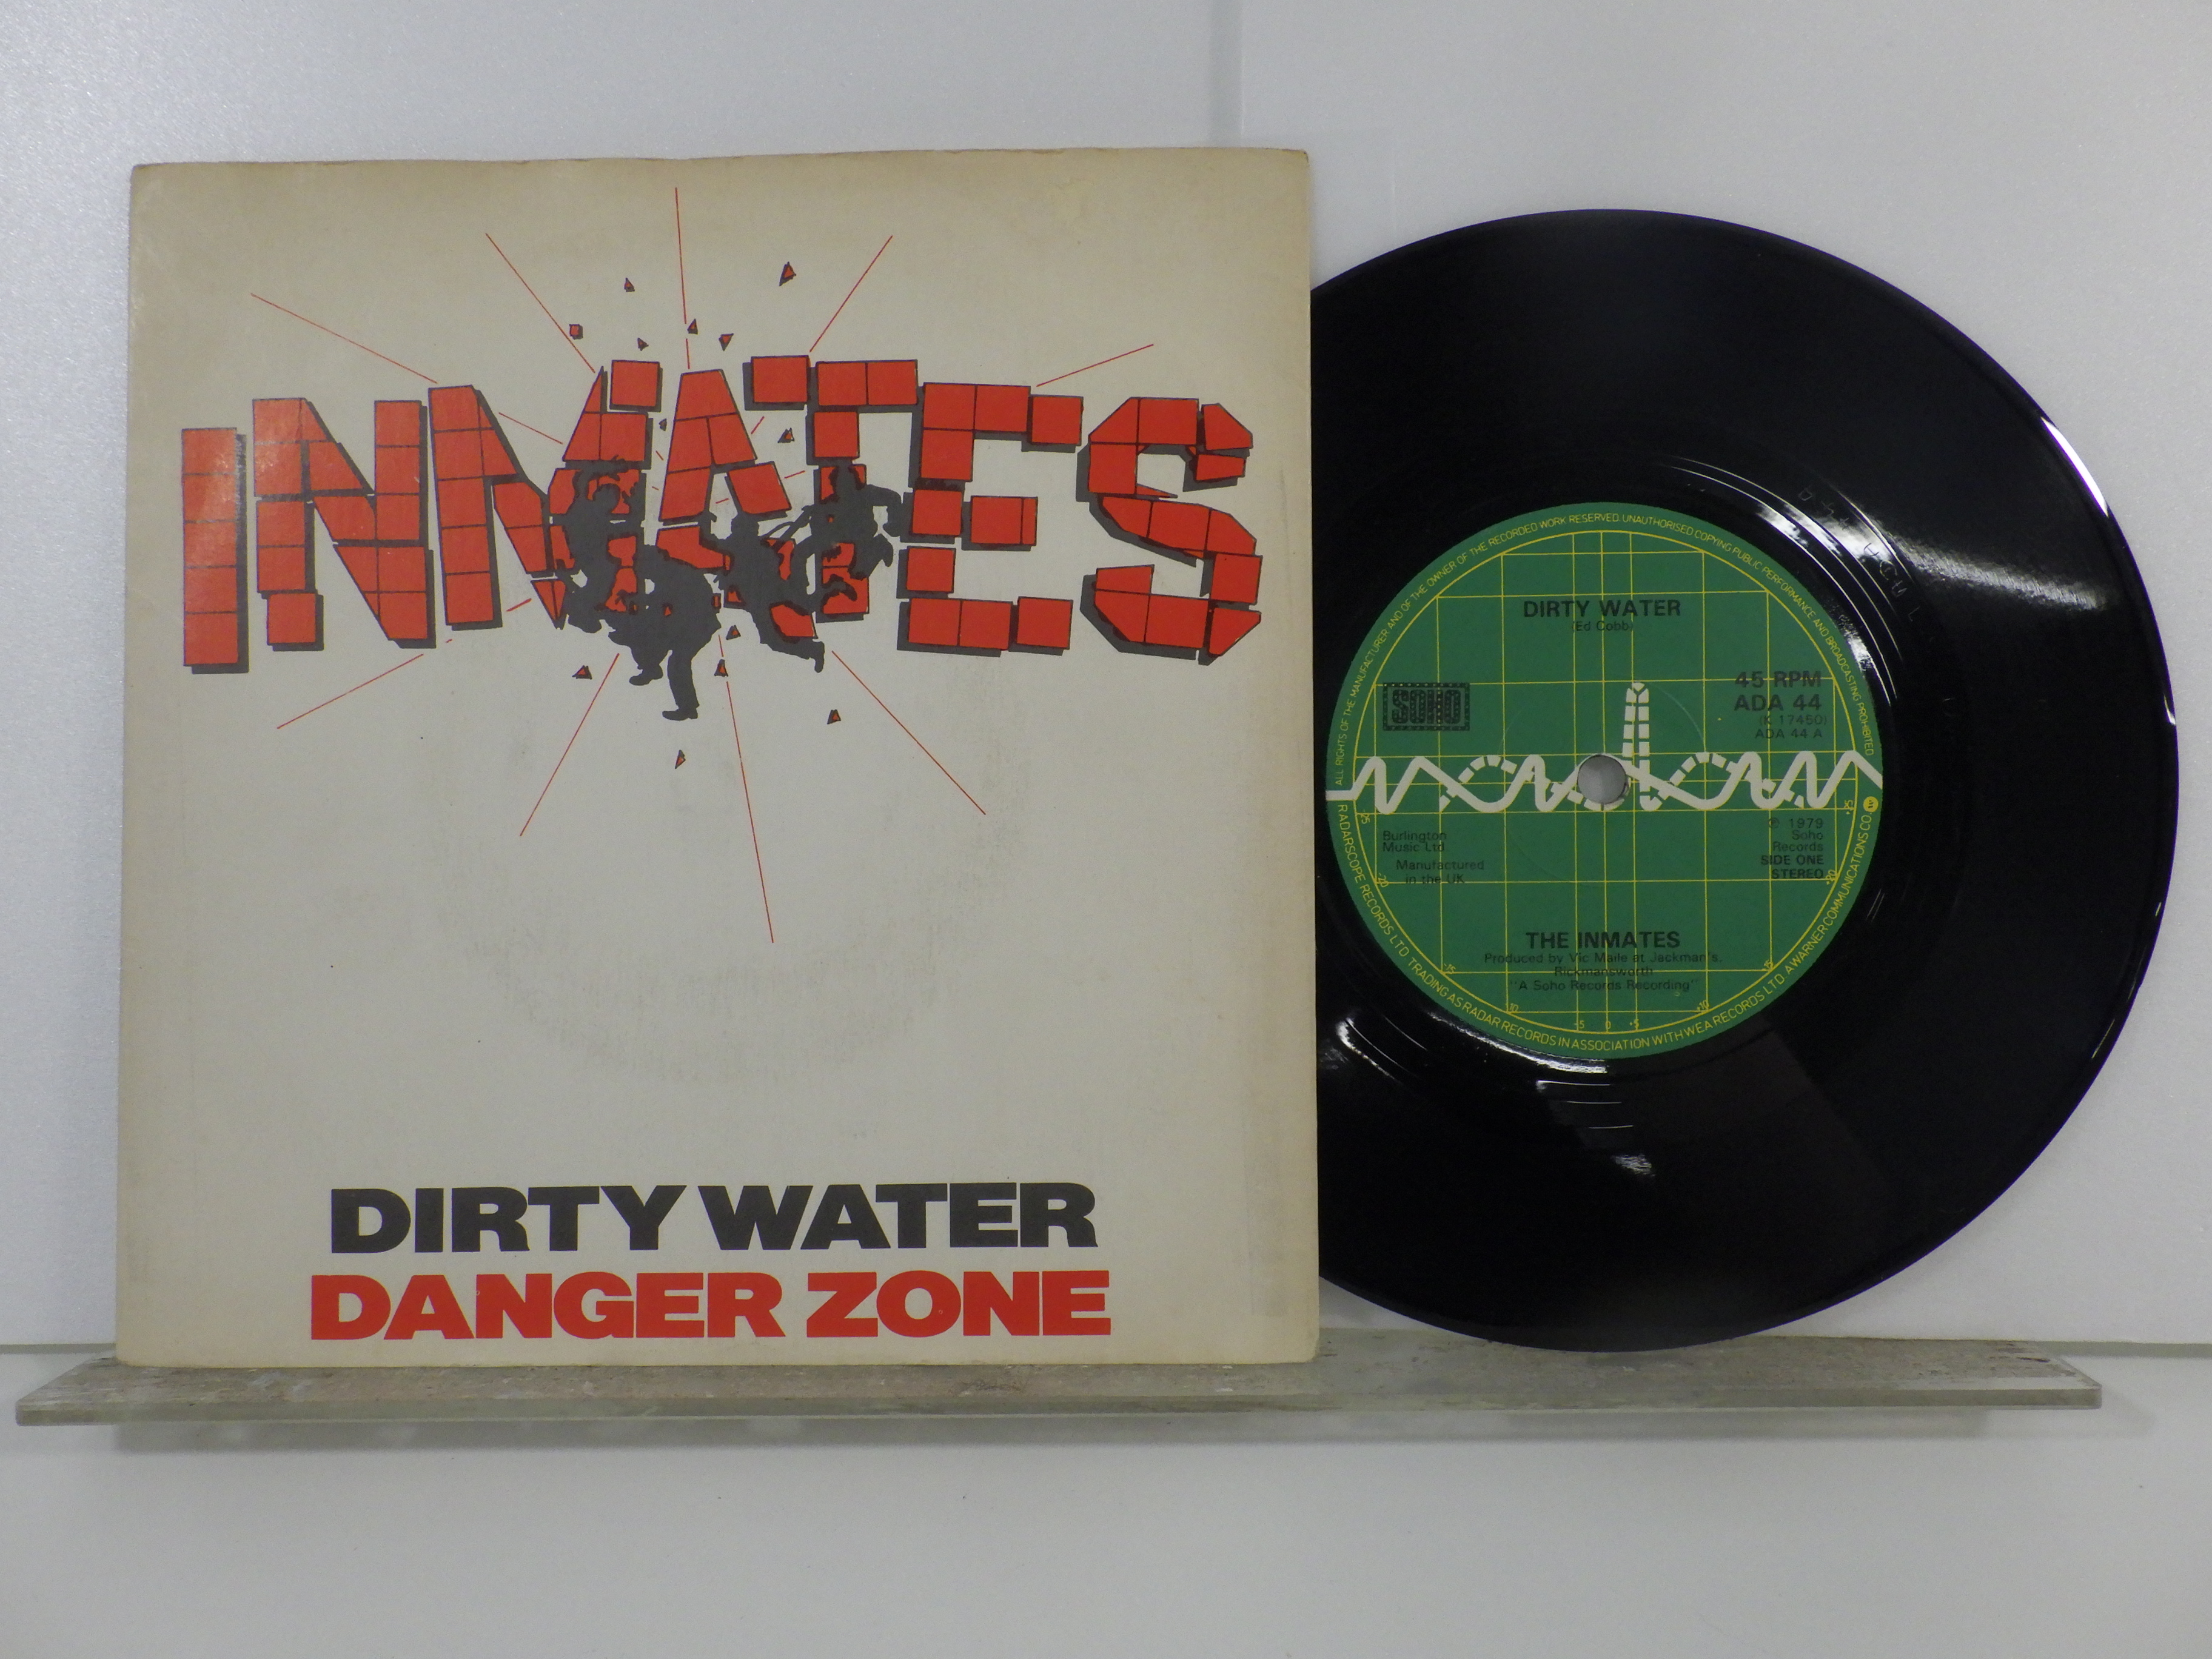 INMATES
DIRTY WATER
DANGER ZONE
ALL RIGHTS OF THE MANUFACTURER AND OF THE OWNER OF THE RECORDED WORK RESERVED. UNAUTHORISED COPYING PUBLIC PERFORMANCE AND BROADCASTING PROHIBITED
DIRTY WATER
(Ed Cobb)
SOHO
45 RPM
ADA 44
(K 17450)
ADA 44 A
Burlington
Music Ltd
Manufactured
in the UK
℗ 1979
Soho
Records
SIDE ONE
STEREO
THE INMATES
Produced by Vic Maile at Jackman's,
Rickmansworth
"A Soho Records Recording"
RADARSCOPE RECORDS LTD TRADING AS RADAR RECORDS IN ASSOCIATION WITH WEA RECORDS LTD. A WARNER COMMUNICATIONS CO.
+5 0 +5